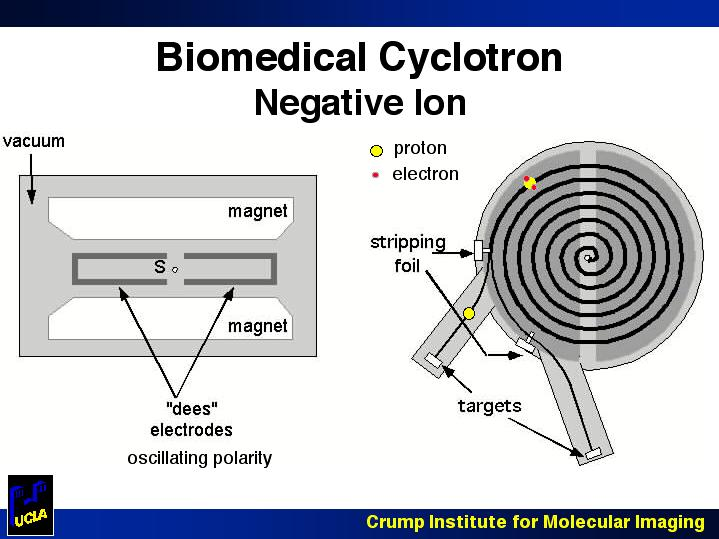 Biomedical Cyclotron
Negative Ion
vacuum
magnet
S
magnet
"dees"
electrodes
oscillating polarity
proton
electron
stripping
foil
targets
UCLA
Crump Institute for Molecular Imaging